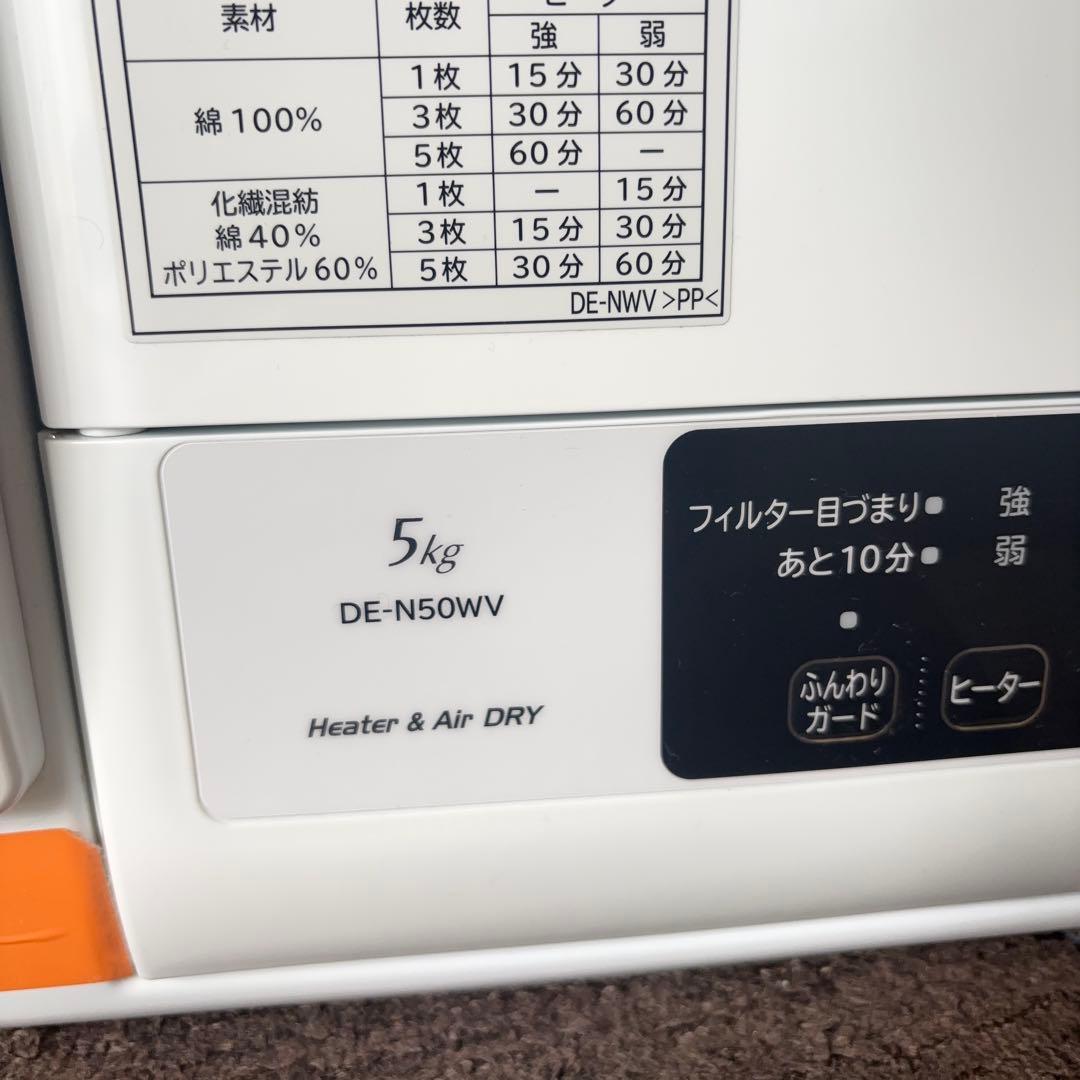 素材 枚数
強 弱
綿100% 1枚 15分 30分
3枚 30分 60分
5枚 60分 ー
化繊混紡
綿40%
ポリエステル60%
1枚 ー 15分
3枚 15分 30分
5枚 30分 60分
DE-NWV >PP<
5kg
DE-N50WV
Heater & Air DRY
フィルター目づまり 強
あと10分 弱
ふんわり
ガード
ヒーター